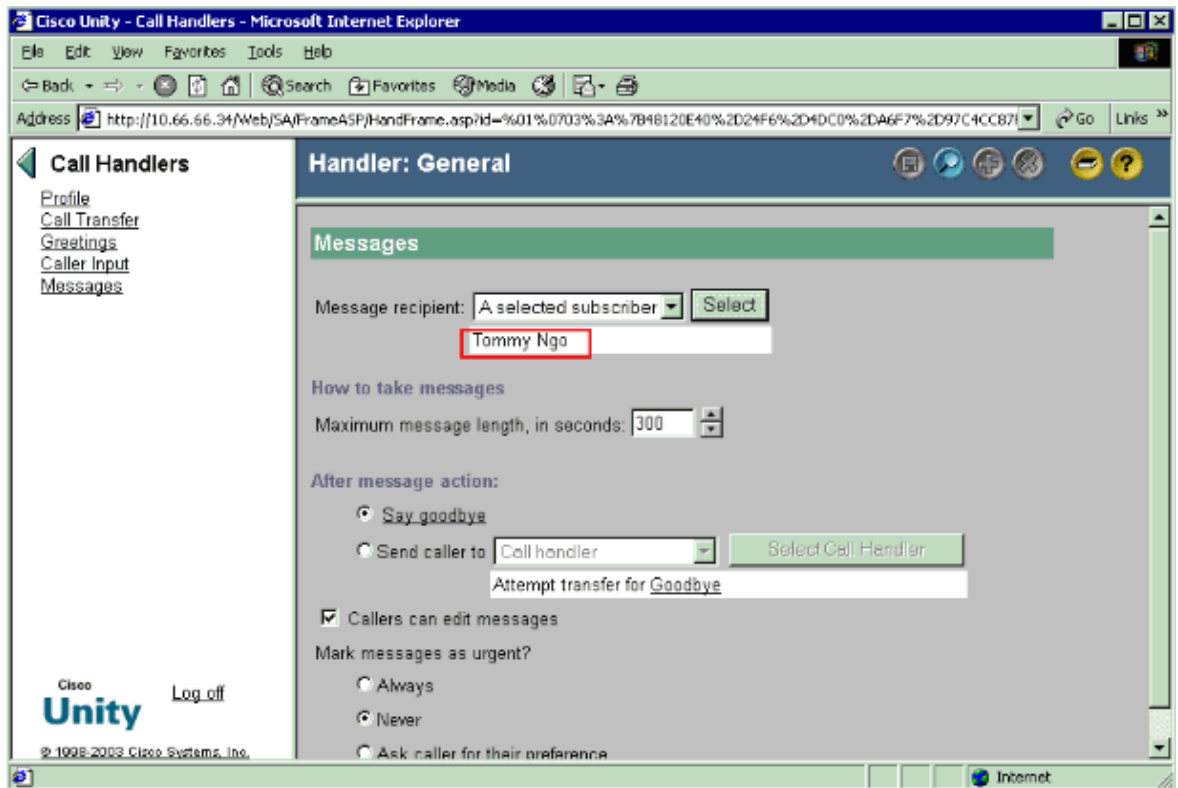 Cisco Unity - Call Handlers - Microsoft Internet Explorer
File Edit View Favorites Tools Help
Back Search Favorites Media
Address http://10.66.66.34/Web/SA/FrameASP/HandFrame.asp?id=%01%0703%3A%7B48120E40%2D24F6%2D4DC0%2DA6F7%2D97C4CC87 Go Links »
Call Handlers
Profile
Call Transfer
Greetings
Caller Input
Messages
Handler: General
Messages
Message recipient: A selected subscriber Select
Tommy Ngo
How to take messages
Maximum message length, in seconds: 300
After message action:
Say goodbye
Send caller to Call handler Select Call Handler
Attempt transfer for Goodbye
Callers can edit messages
Mark messages as urgent?
Always
Never
Ask caller for their preference
Cisco
Unity
Log off
© 1998-2003 Cisco Systems, Inc.
Internet